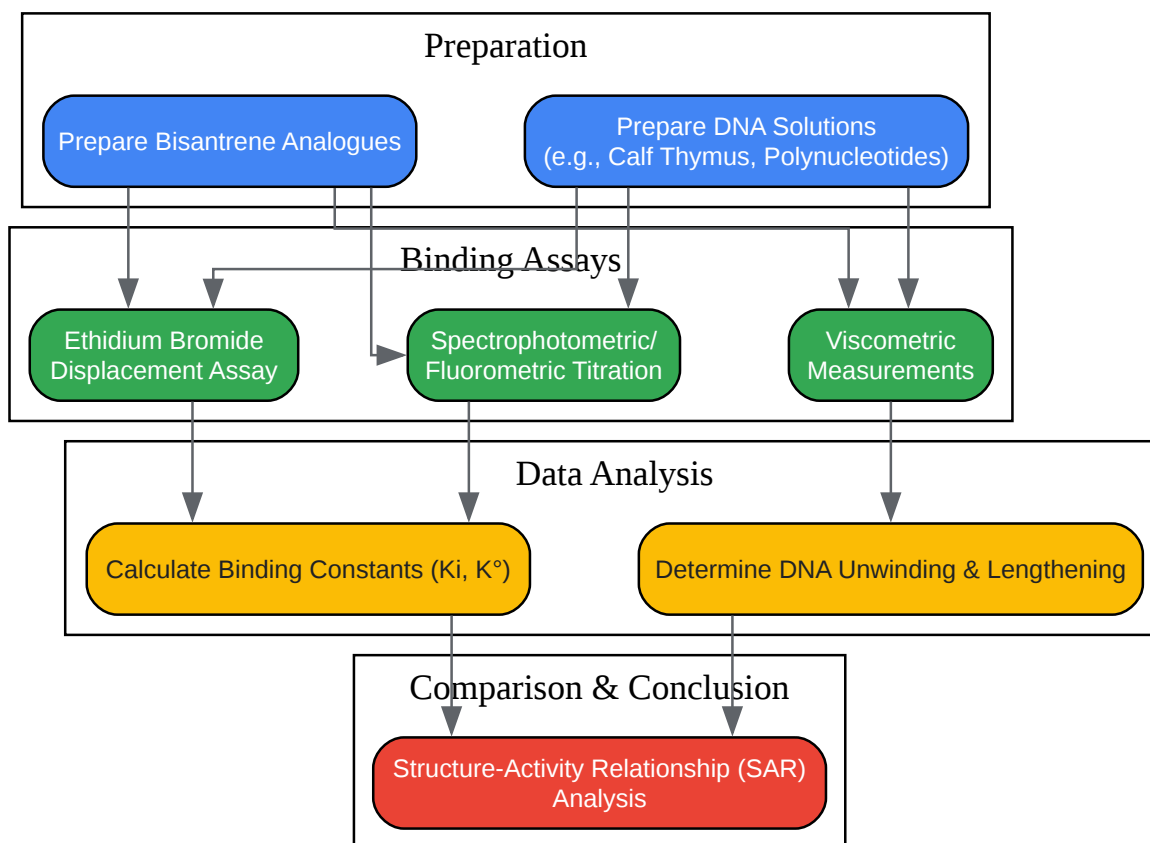 Preparation
Prepare Bisantrene Analogues
Prepare DNA Solutions
(e.g., Calf Thymus, Polynucleotides)
Binding Assays
Ethidium Bromide
Displacement Assay
Spectrophotometric/
Fluorometric Titration
Viscometric
Measurements
Data Analysis
Calculate Binding Constants (Ki, K°)
Determine DNA Unwinding & Lengthening
Comparison & Conclusion
Structure-Activity Relationship (SAR)
Analysis